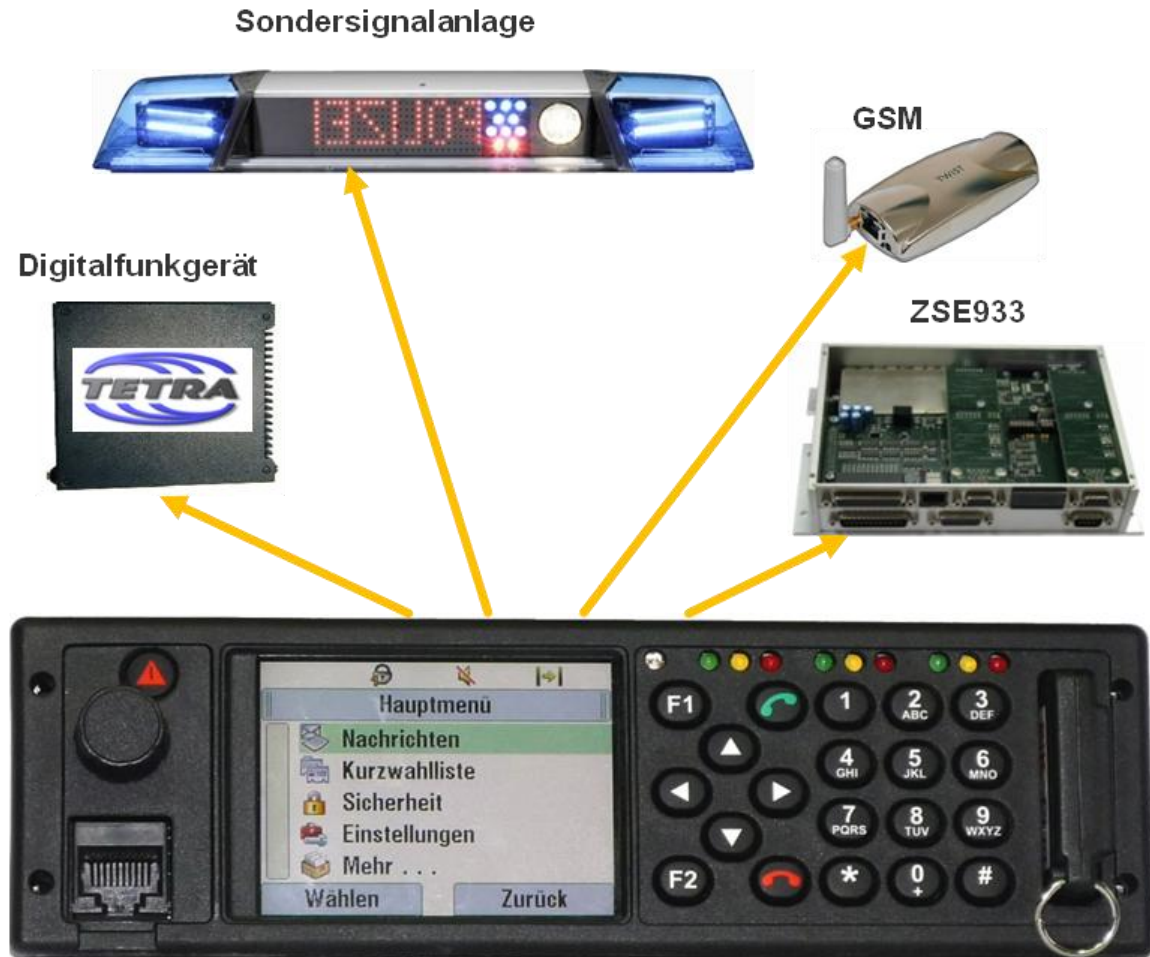 Sondersignalanlage
POLIZEI
GSM
TWIST
Digitalfunkgerät
TETRA
ZSE933
Hauptmenü
Nachrichten
Kurzwahlliste
Sicherheit
Einstellungen
Mehr . . .
Wählen Zurück
F1 1 2 ABC 3 DEF
4 GHI 5 JKL 6 MNO
7 PQRS 8 TUV 9 WXYZ
F2 * 0 + #